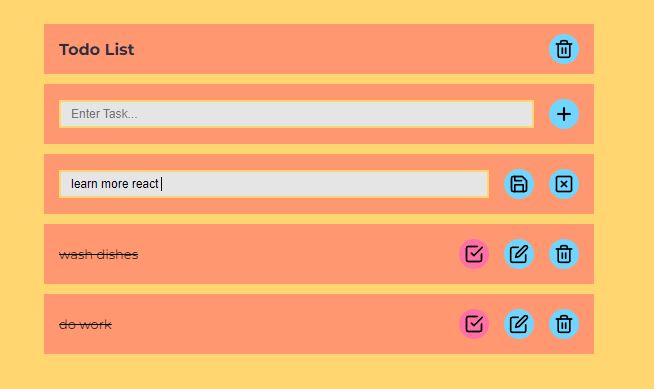 Todo List
Enter Task...
learn more react
wash dishes
do work